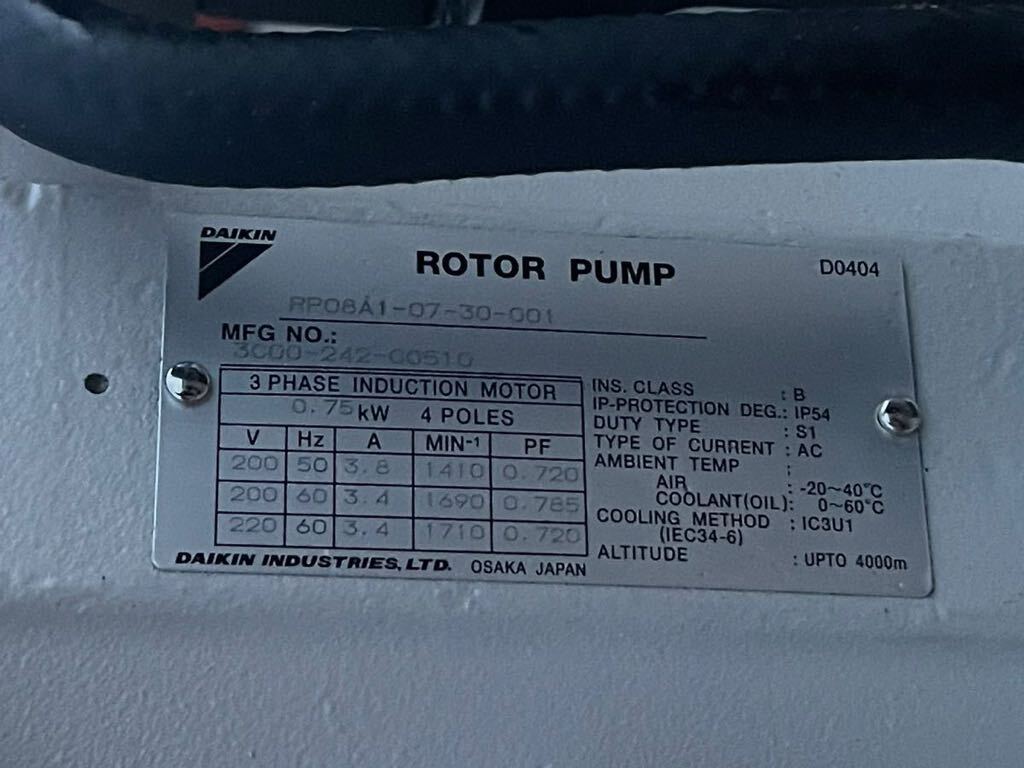 DAIKIN
ROTOR PUMP
D0404
RP08A1-07-30-001
MFG NO.:
3C00-242-G0510
3 PHASE INDUCTION MOTOR
0.75 kW 4 POLES
V Hz A MIN-1 PF
200 50 3.8 1410 0.720
200 60 3.4 1690 0.785
220 60 3.4 1710 0.720
INS. CLASS : B
IP-PROTECTION DEG.: IP54
DUTY TYPE : S1
TYPE OF CURRENT : AC
AMBIENT TEMP :
AIR : -20~40℃
COOLANT(OIL): 0~60℃
COOLING METHOD : IC3U1
(IEC34-6)
ALTITUDE : UPTO 4000m
DAIKIN INDUSTRIES, LTD. OSAKA JAPAN